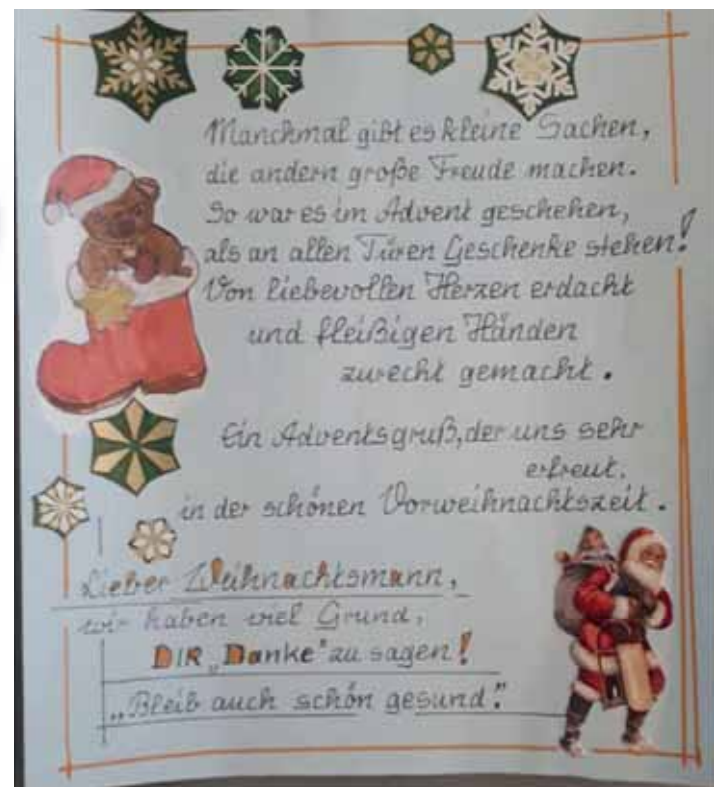 Manchmal gibt es kleine Sachen,
die andern große Freude machen.
So war es im Advent geschehen,
als an allen Türen Geschenke stehen!
Von liebevollen Herzen erdacht
und fleißigen Händen
zurecht gemacht.
Ein Adventsgruß, der uns sehr
erfreut.
in der schönen Vorweihnachtszeit.
Lieber Weihnachtsmann,
wir haben viel Grund,
DIR „Danke" zu sagen!
„Bleib auch schön gesund."